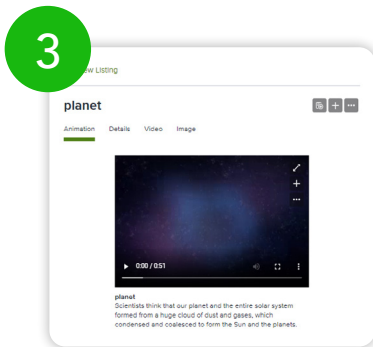 3
ew Listing
planet
Animation Details Video Image
0:00 / 0:51
planet
Scientists think that our planet and the entire solar system
formed from a huge cloud of dust and gases, which
condensed and coalesced to form the Sun and the planets.